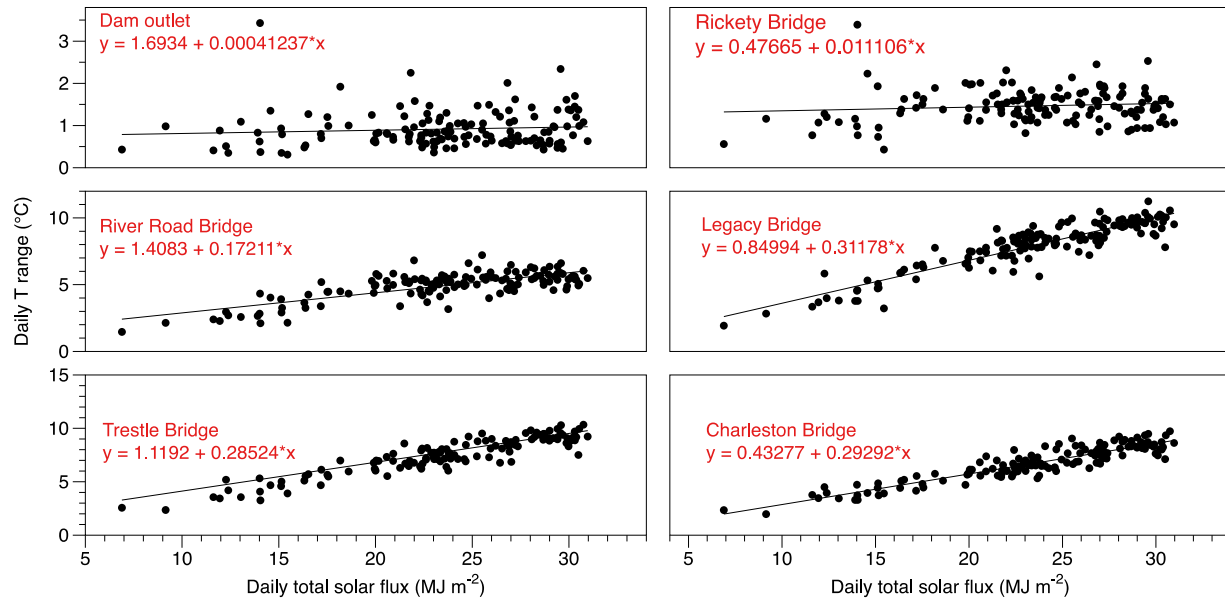 Dam outlet
y = 1.6934 + 0.00041237*x
Rickety Bridge
y = 0.47665 + 0.011106*x
3
2
1
0
River Road Bridge
y = 1.4083 + 0.17211*x
Legacy Bridge
y = 0.84994 + 0.31178*x
10
5
0
Daily T range (°C)
Trestle Bridge
y = 1.1192 + 0.28524*x
Charleston Bridge
y = 0.43277 + 0.29292*x
15
10
5
0
5 10 15 20 25 30
5 10 15 20 25 30
Daily total solar flux (MJ m⁻²)
Daily total solar flux (MJ m⁻²)